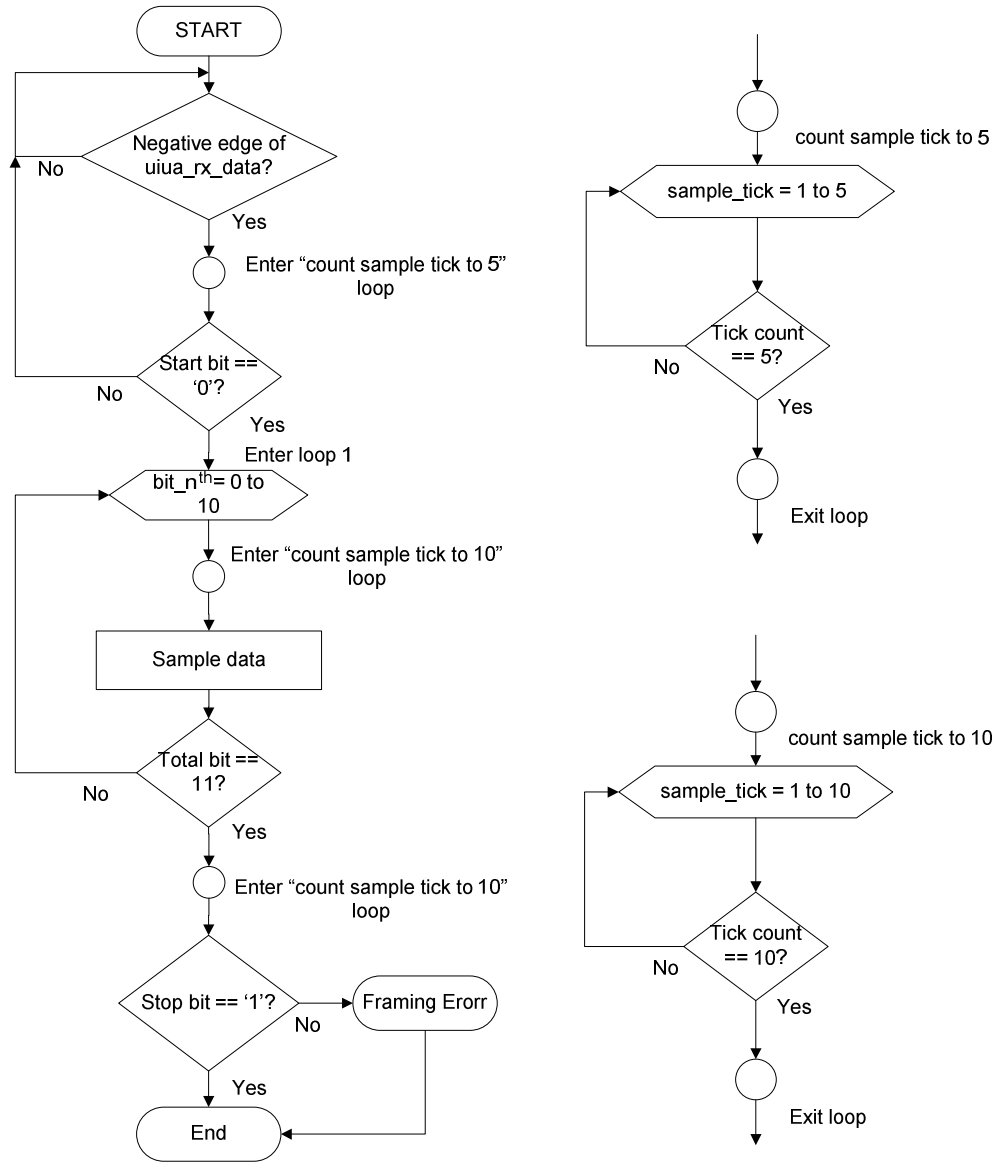 START
Negative edge of
uiua_rx_data?
No
Yes
Enter “count sample tick to 5”
loop
Start bit ==
‘0’?
No
Yes
Enter loop 1
bit_nth= 0 to
10
Enter “count sample tick to 10”
loop
Sample data
Total bit ==
11?
No
Yes
Enter “count sample tick to 10”
loop
Stop bit == ‘1’?
No
Framing Erorr
Yes
End
count sample tick to 5
sample_tick = 1 to 5
Tick count
== 5?
No
Yes
Exit loop
count sample tick to 10
sample_tick = 1 to 10
Tick count
== 10?
No
Yes
Exit loop